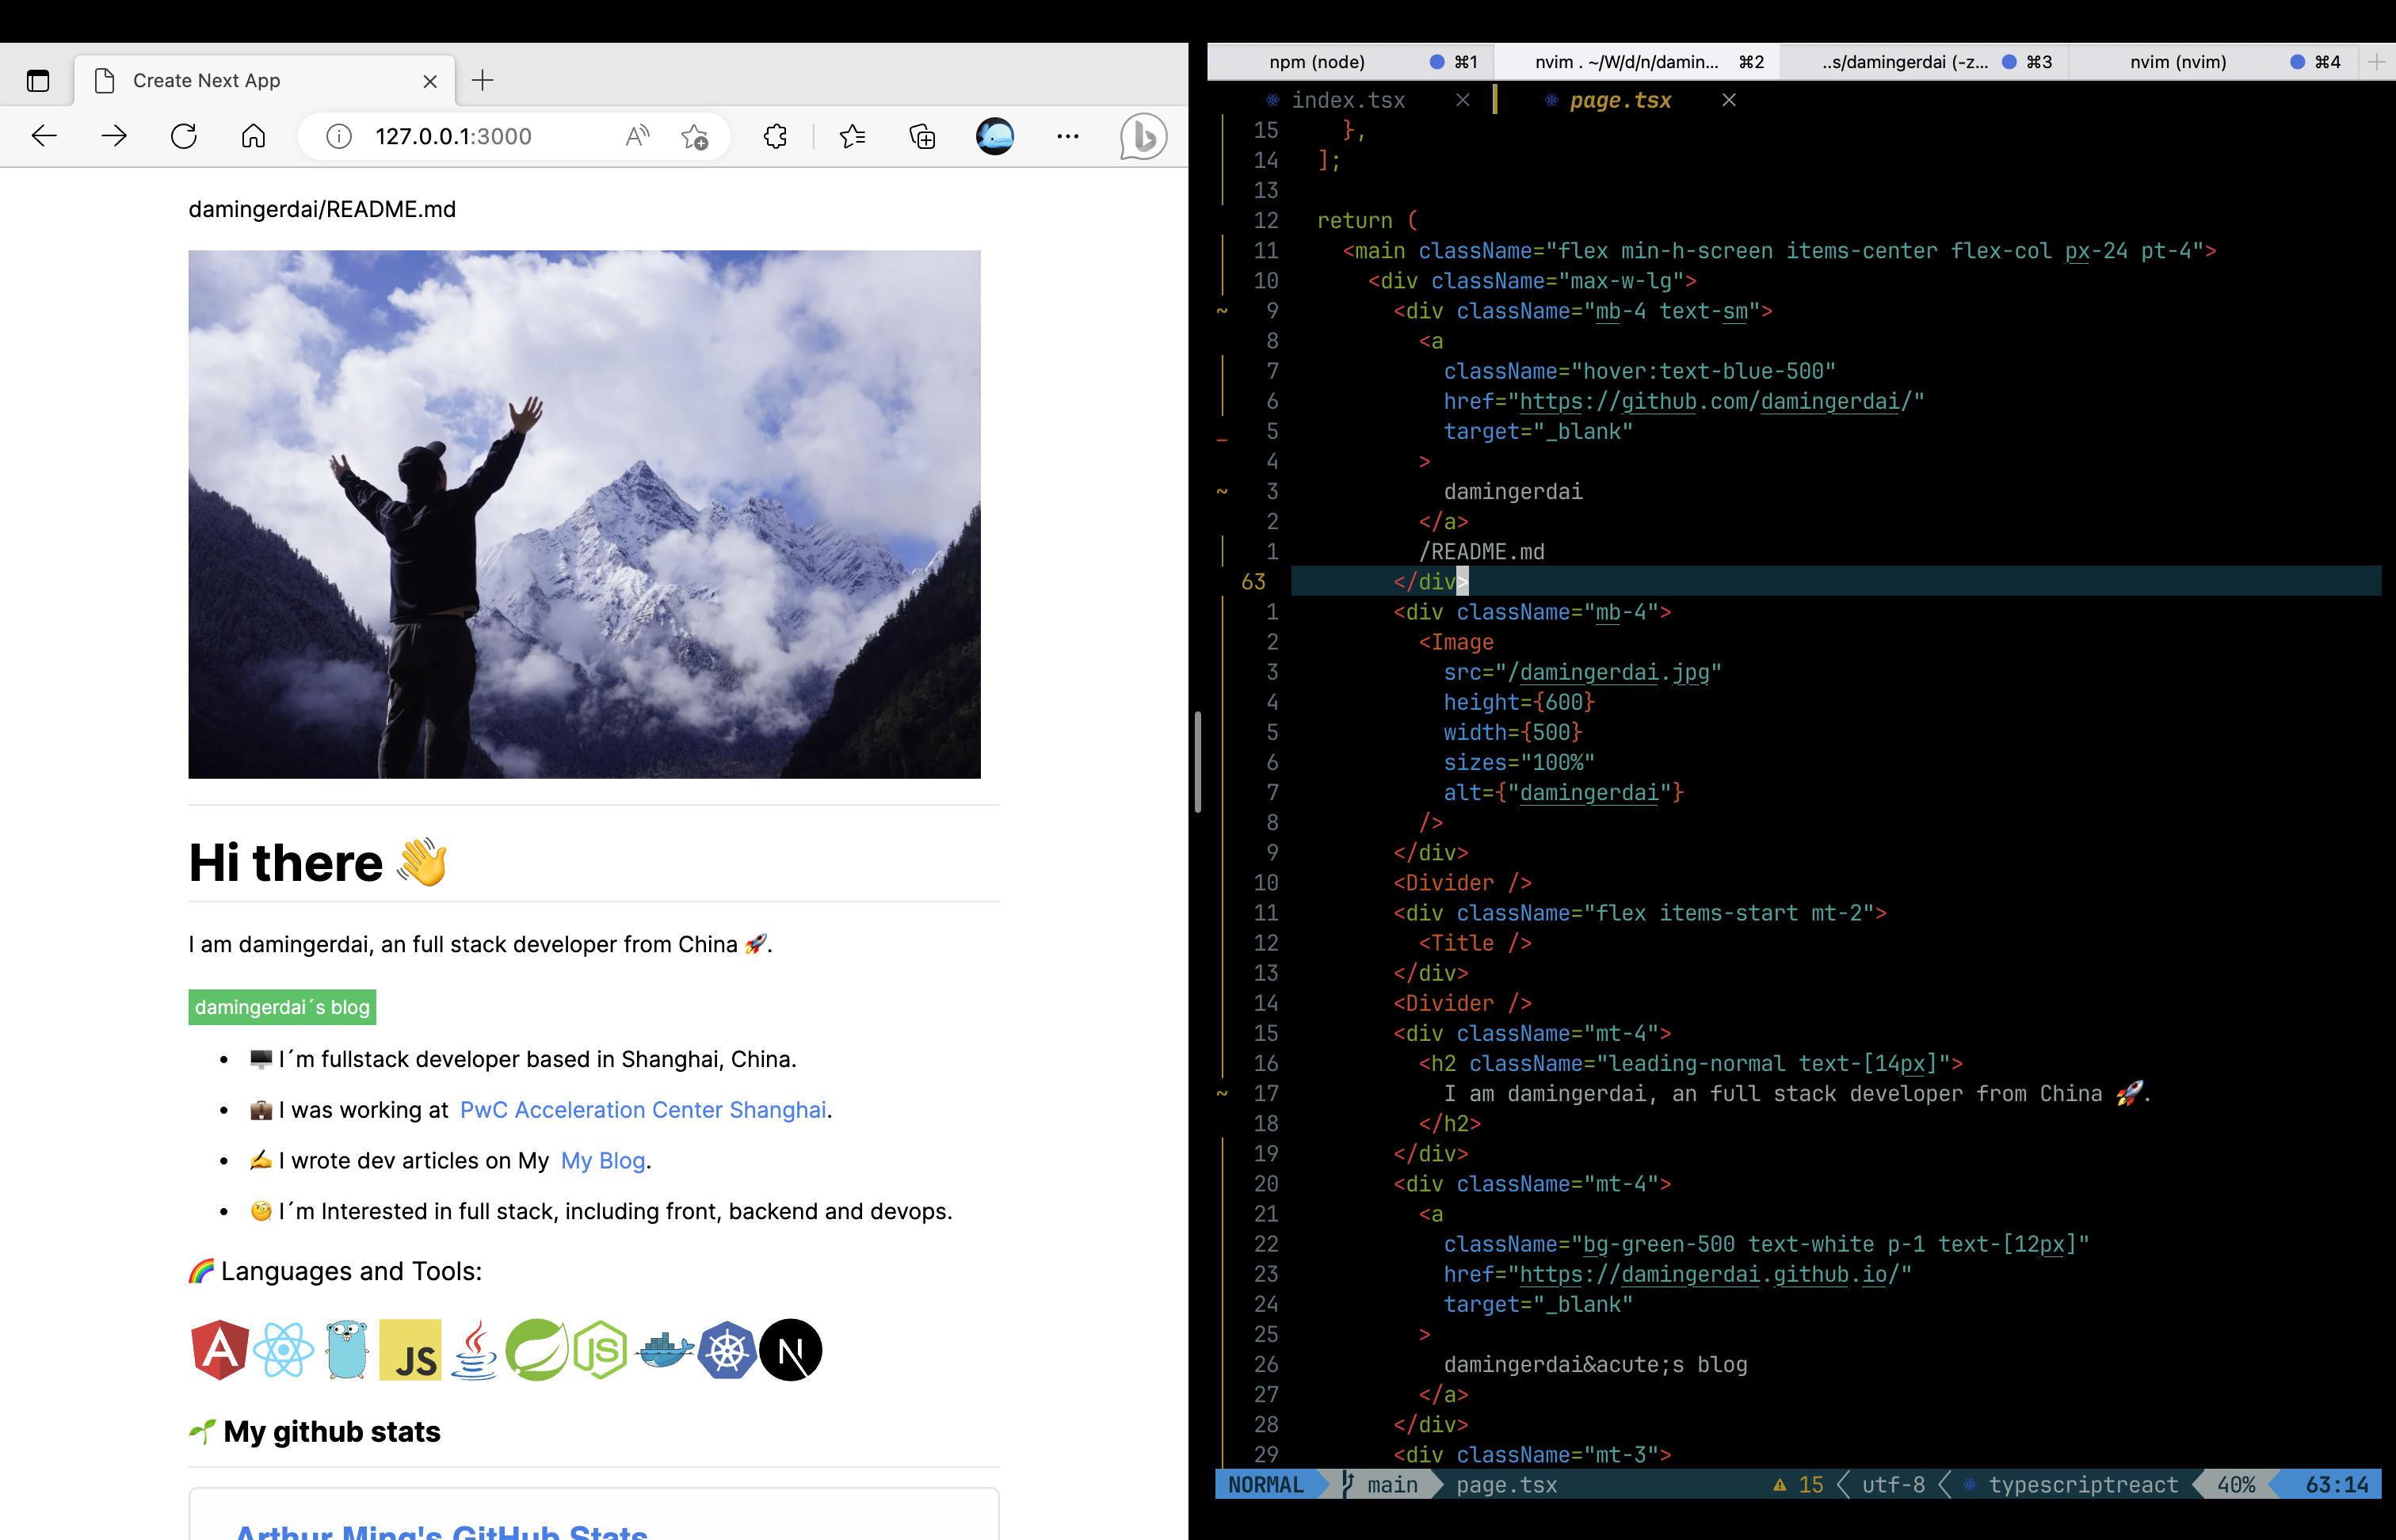 Create Next App
127.0.0.1:3000
damingerdai/README.md
Hi there 👋
I am damingerdai, an full stack developer from China 🚀.
damingerdai´s blog
• 🖥️ I´m fullstack developer based in Shanghai, China.
• 💼 I was working at PwC Acceleration Center Shanghai.
• ✍️ I wrote dev articles on My My Blog.
• 🧐 I´m Interested in full stack, including front, backend and devops.
🌈 Languages and Tools:
JS
JS
🌱 My github stats
Arthur Ming's GitHub Stats
npm (node) ⌘1 nvim . ~/W/d/n/damin... ⌘2 ..s/damingerdai (-z... ⌘3 nvim (nvim) ⌘4
index.tsx page.tsx
15 },
14 ];
13
12 return (
11 <main className="flex min-h-screen items-center flex-col px-24 pt-4">
10 <div className="max-w-lg">
~ 9 <div className="mb-4 text-sm">
8 <a
7 className="hover:text-blue-500"
6 href="https://github.com/damingerdai/"
_ 5 target="_blank"
4 >
~ 3 damingerdai
2 </a>
1 /README.md
63 </div>
1 <div className="mb-4">
2 <Image
3 src="/damingerdai.jpg"
4 height={600}
5 width={500}
6 sizes="100%"
7 alt={"damingerdai"}
8 />
9 </div>
10 <Divider />
11 <div className="flex items-start mt-2">
12 <Title />
13 </div>
14 <Divider />
15 <div className="mt-4">
16 <h2 className="leading-normal text-[14px]">
~ 17 I am damingerdai, an full stack developer from China 🚀.
18 </h2>
19 </div>
20 <div className="mt-4">
21 <a
22 className="bg-green-500 text-white p-1 text-[12px]"
23 href="https://damingerdai.github.io/"
24 target="_blank"
25 >
26 damingerdai&acute;s blog
27 </a>
28 </div>
29 <div className="mt-3">
NORMAL main page.tsx 15 utf-8 typescriptreact 40% 63:14